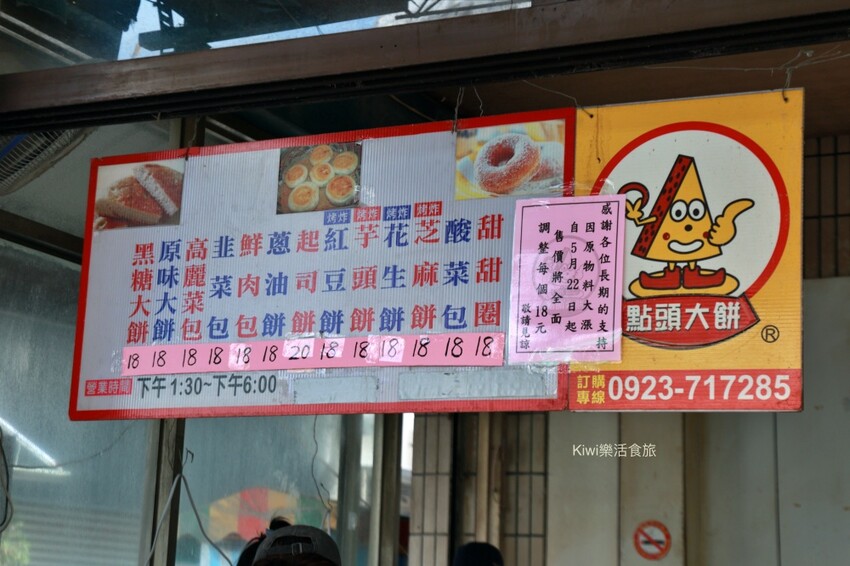 甜甜圈 18
酸菜包 18
烤炸 芝麻餅 18
烤炸 花生餅 18
烤炸 芋頭餅 18
烤炸 紅豆餅 18
起司餅 20
蔥油餅 18
鮮肉包 18
韭菜包 18
高麗菜包 18
原味大餅 18
黑糖大餅 18
營業時間 下午1:30~下午6:00
感謝各位長期的支持
因原物料大漲
自5月22日起
售價將全面
調整每個18元
敬請見諒
點頭大餅
®
訂購專線 0923-717285
Kiwi樂活食旅